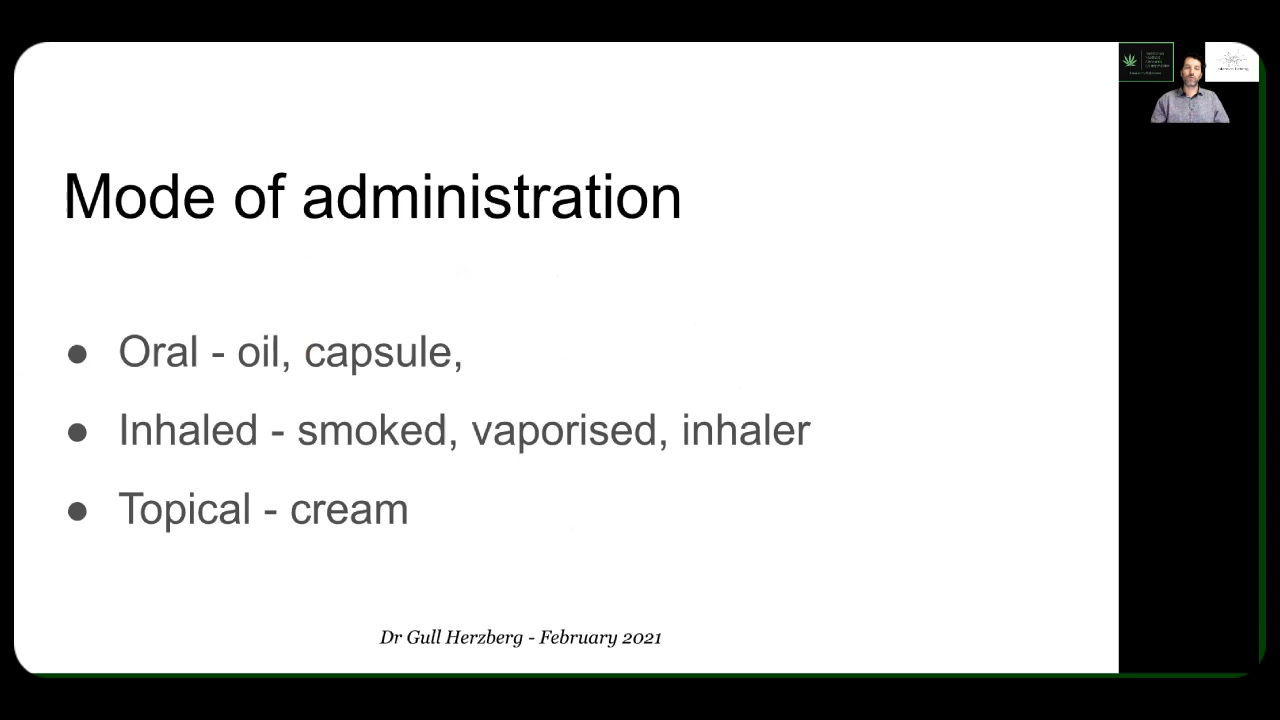 Mode of administration
● Oral - oil, capsule,
● Inhaled - smoked, vaporised, inhaler
● Topical - cream
Dr Gull Herzberg - February 2021